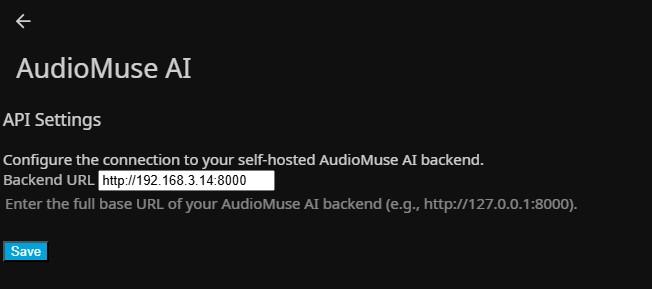 AudioMuse AI
API Settings
Configure the connection to your self-hosted AudioMuse AI backend.
Backend URL http://192.168.3.14:8000
Enter the full base URL of your AudioMuse AI backend (e.g., http://127.0.0.1:8000).
Save